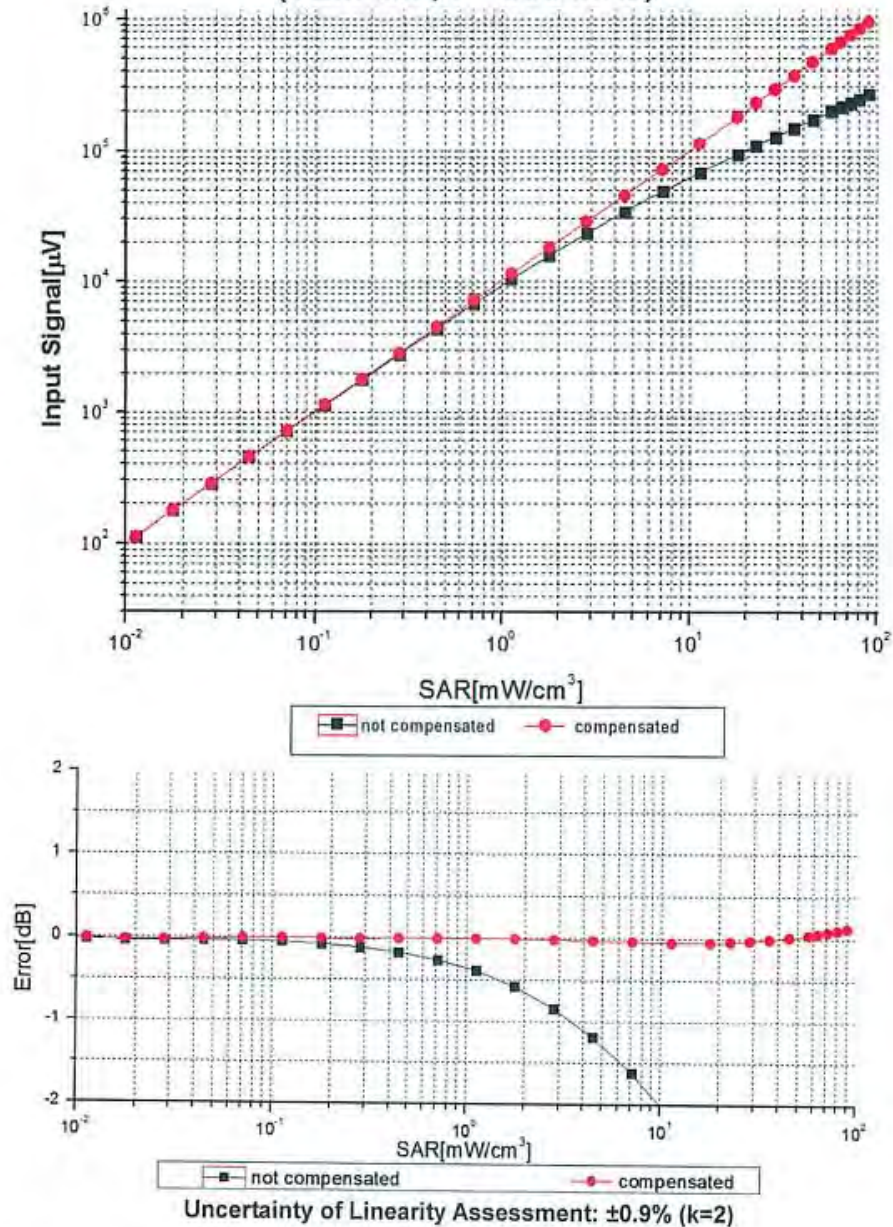 10⁶
10⁵
10⁴
10³
10²
Input Signal[µV]
10⁻² 10⁻¹ 10⁰ 10¹ 10²
SAR[mW/cm³]
not compensated compensated
2
1
0
-1
-2
Error[dB]
10⁻² 10⁻¹ 10⁰ 10¹ 10²
SAR[mW/cm³]
not compensated compensated
Uncertainty of Linearity Assessment: ±0.9% (k=2)